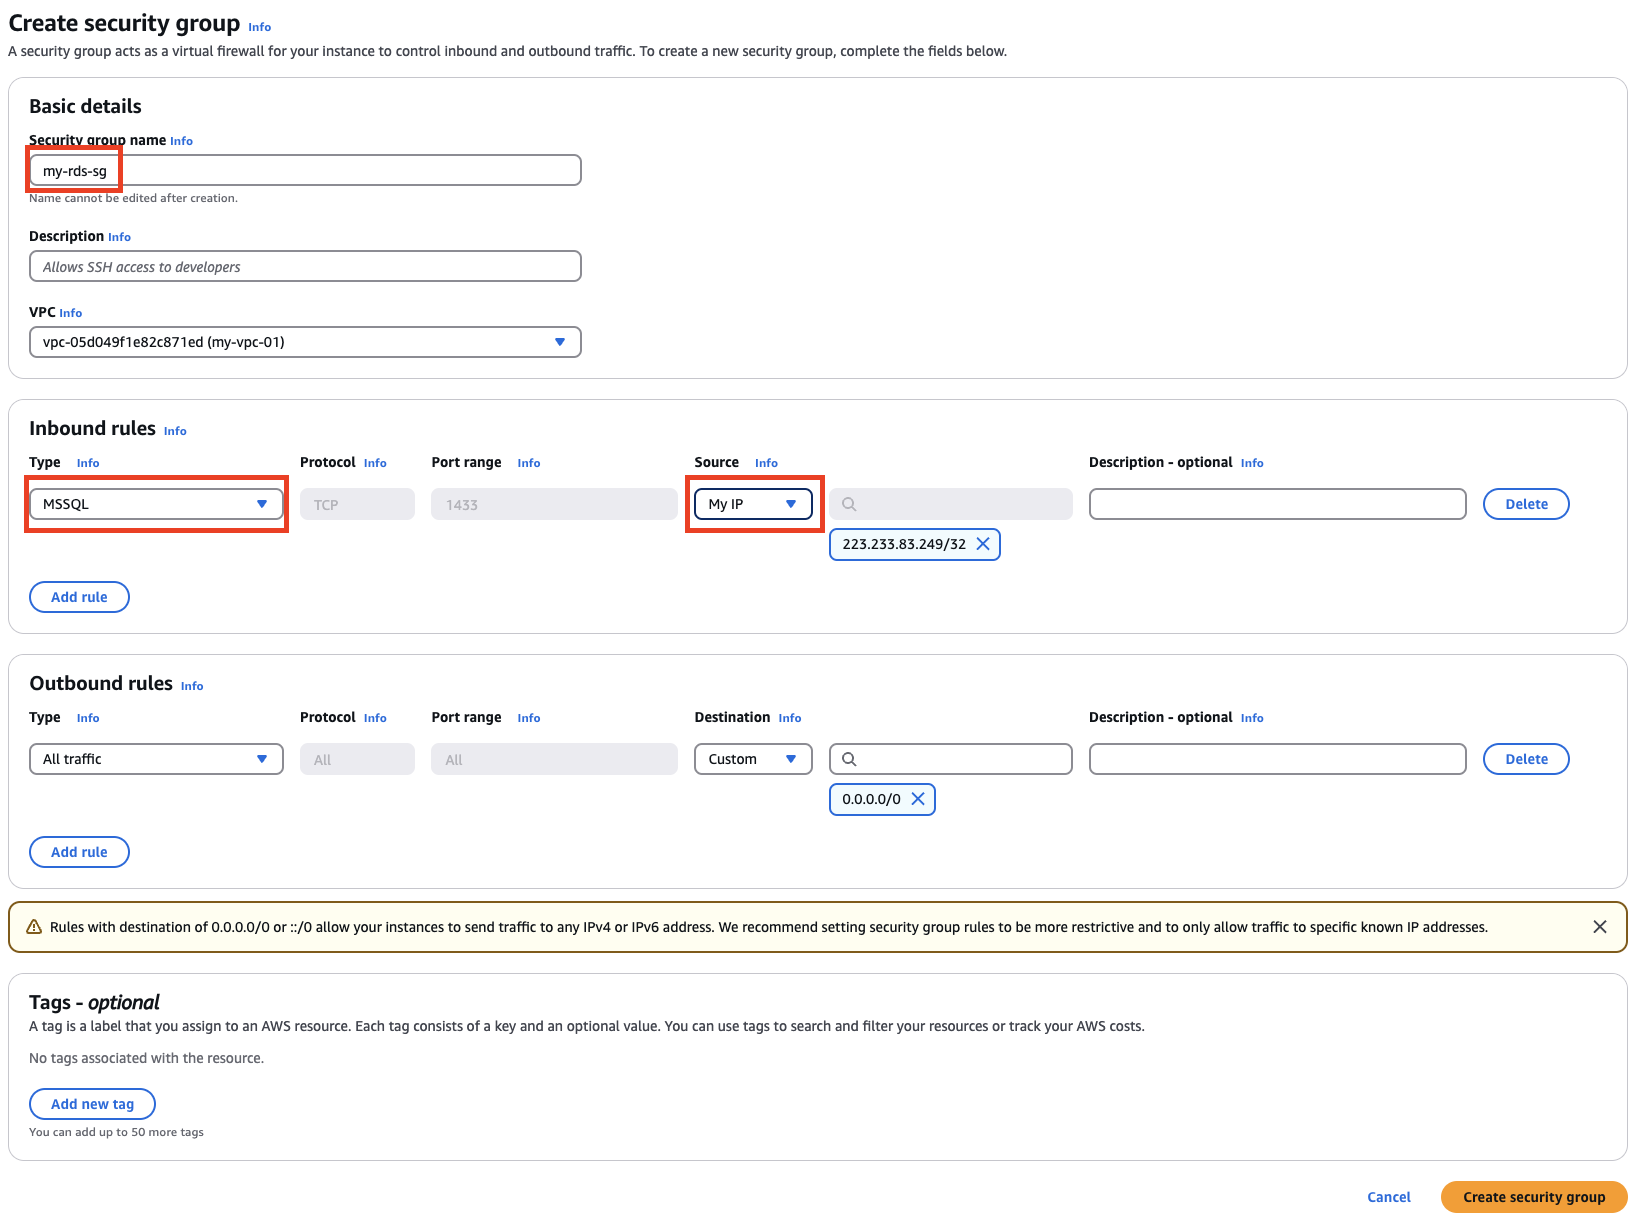 Create security group Info
A security group acts as a virtual firewall for your instance to control inbound and outbound traffic. To create a new security group, complete the fields below.
Basic details
Security group name Info
my-rds-sg
Name cannot be edited after creation.
Description Info
Allows SSH access to developers
VPC Info
vpc-05d049f1e82c871ed (my-vpc-01)
Inbound rules Info
Type Info Protocol Info Port range Info Source Info Description - optional Info
MSSQL TCP 1433 My IP Delete
223.233.83.249/32
Add rule
Outbound rules Info
Type Info Protocol Info Port range Info Destination Info Description - optional Info
All traffic All All Custom Delete
0.0.0.0/0
Add rule
Rules with destination of 0.0.0.0/0 or ::/0 allow your instances to send traffic to any IPv4 or IPv6 address. We recommend setting security group rules to be more restrictive and to only allow traffic to specific known IP addresses.
Tags - optional
A tag is a label that you assign to an AWS resource. Each tag consists of a key and an optional value. You can use tags to search and filter your resources or track your AWS costs.
No tags associated with the resource.
Add new tag
You can add up to 50 more tags
Cancel Create security group